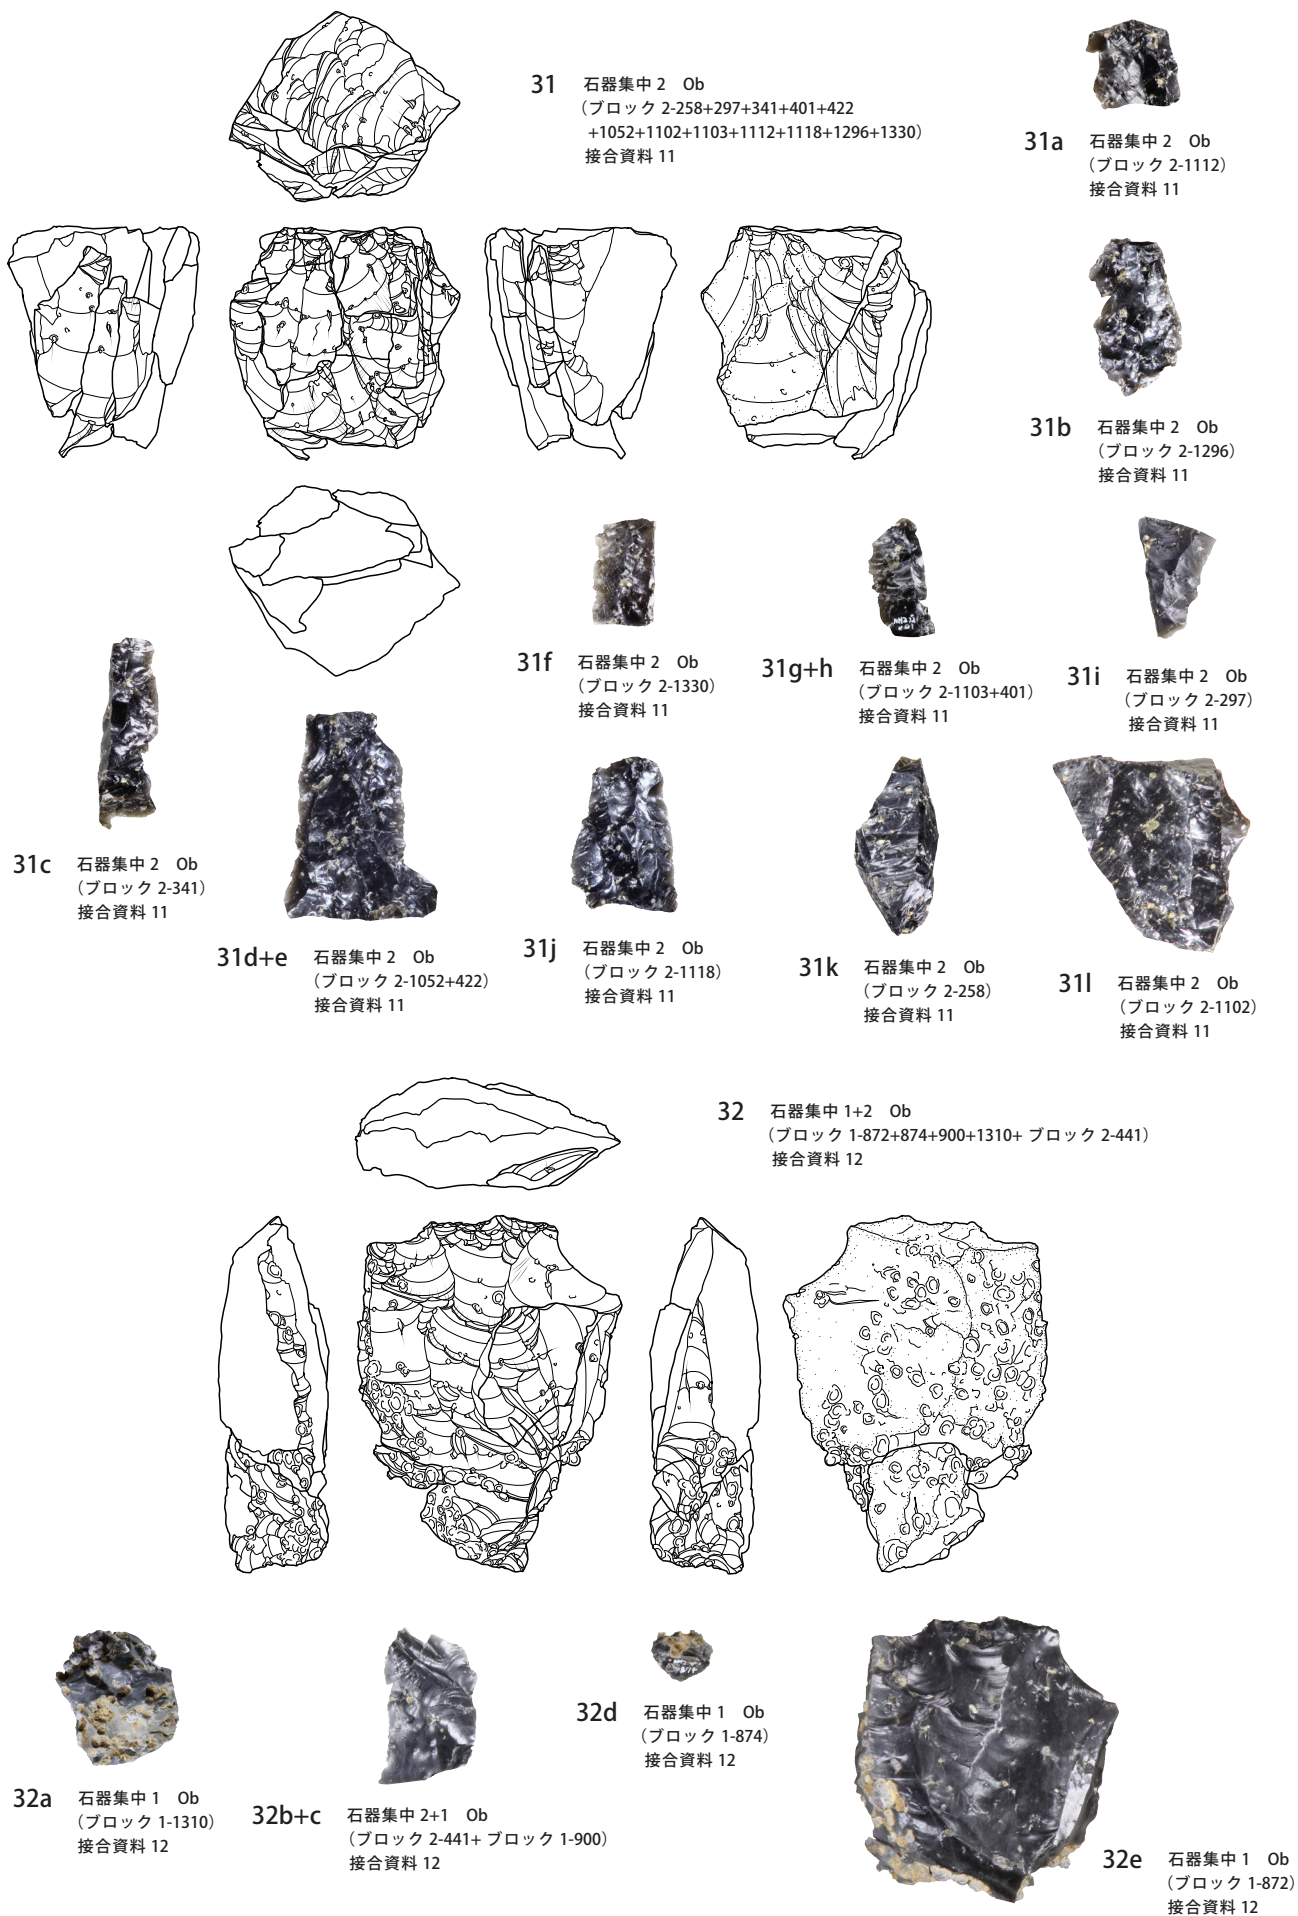 31 石器集中 2 Ob
（ブロック 2-258+297+341+401+422
+1052+1102+1103+1112+1118+1296+1330）
接合資料 11
31a 石器集中 2 Ob
（ブロック 2-1112）
接合資料 11
31b 石器集中 2 Ob
（ブロック 2-1296）
接合資料 11
31f 石器集中 2 Ob
（ブロック 2-1330）
接合資料 11
31g+h 石器集中 2 Ob
（ブロック 2-1103+401）
接合資料 11
31i 石器集中 2 Ob
（ブロック 2-297）
接合資料 11
31c 石器集中 2 Ob
（ブロック 2-341）
接合資料 11
31d+e 石器集中 2 Ob
（ブロック 2-1052+422）
接合資料 11
31j 石器集中 2 Ob
（ブロック 2-1118）
接合資料 11
31k 石器集中 2 Ob
（ブロック 2-258）
接合資料 11
31l 石器集中 2 Ob
（ブロック 2-1102）
接合資料 11
32 石器集中 1+2 Ob
（ブロック 1-872+874+900+1310+ ブロック 2-441）
接合資料 12
32a 石器集中 1 Ob
（ブロック 1-1310）
接合資料 12
32b+c 石器集中 2+1 Ob
（ブロック 2-441+ ブロック 1-900）
接合資料 12
32d 石器集中 1 Ob
（ブロック 1-874）
接合資料 12
32e 石器集中 1 Ob
（ブロック 1-872）
接合資料 12